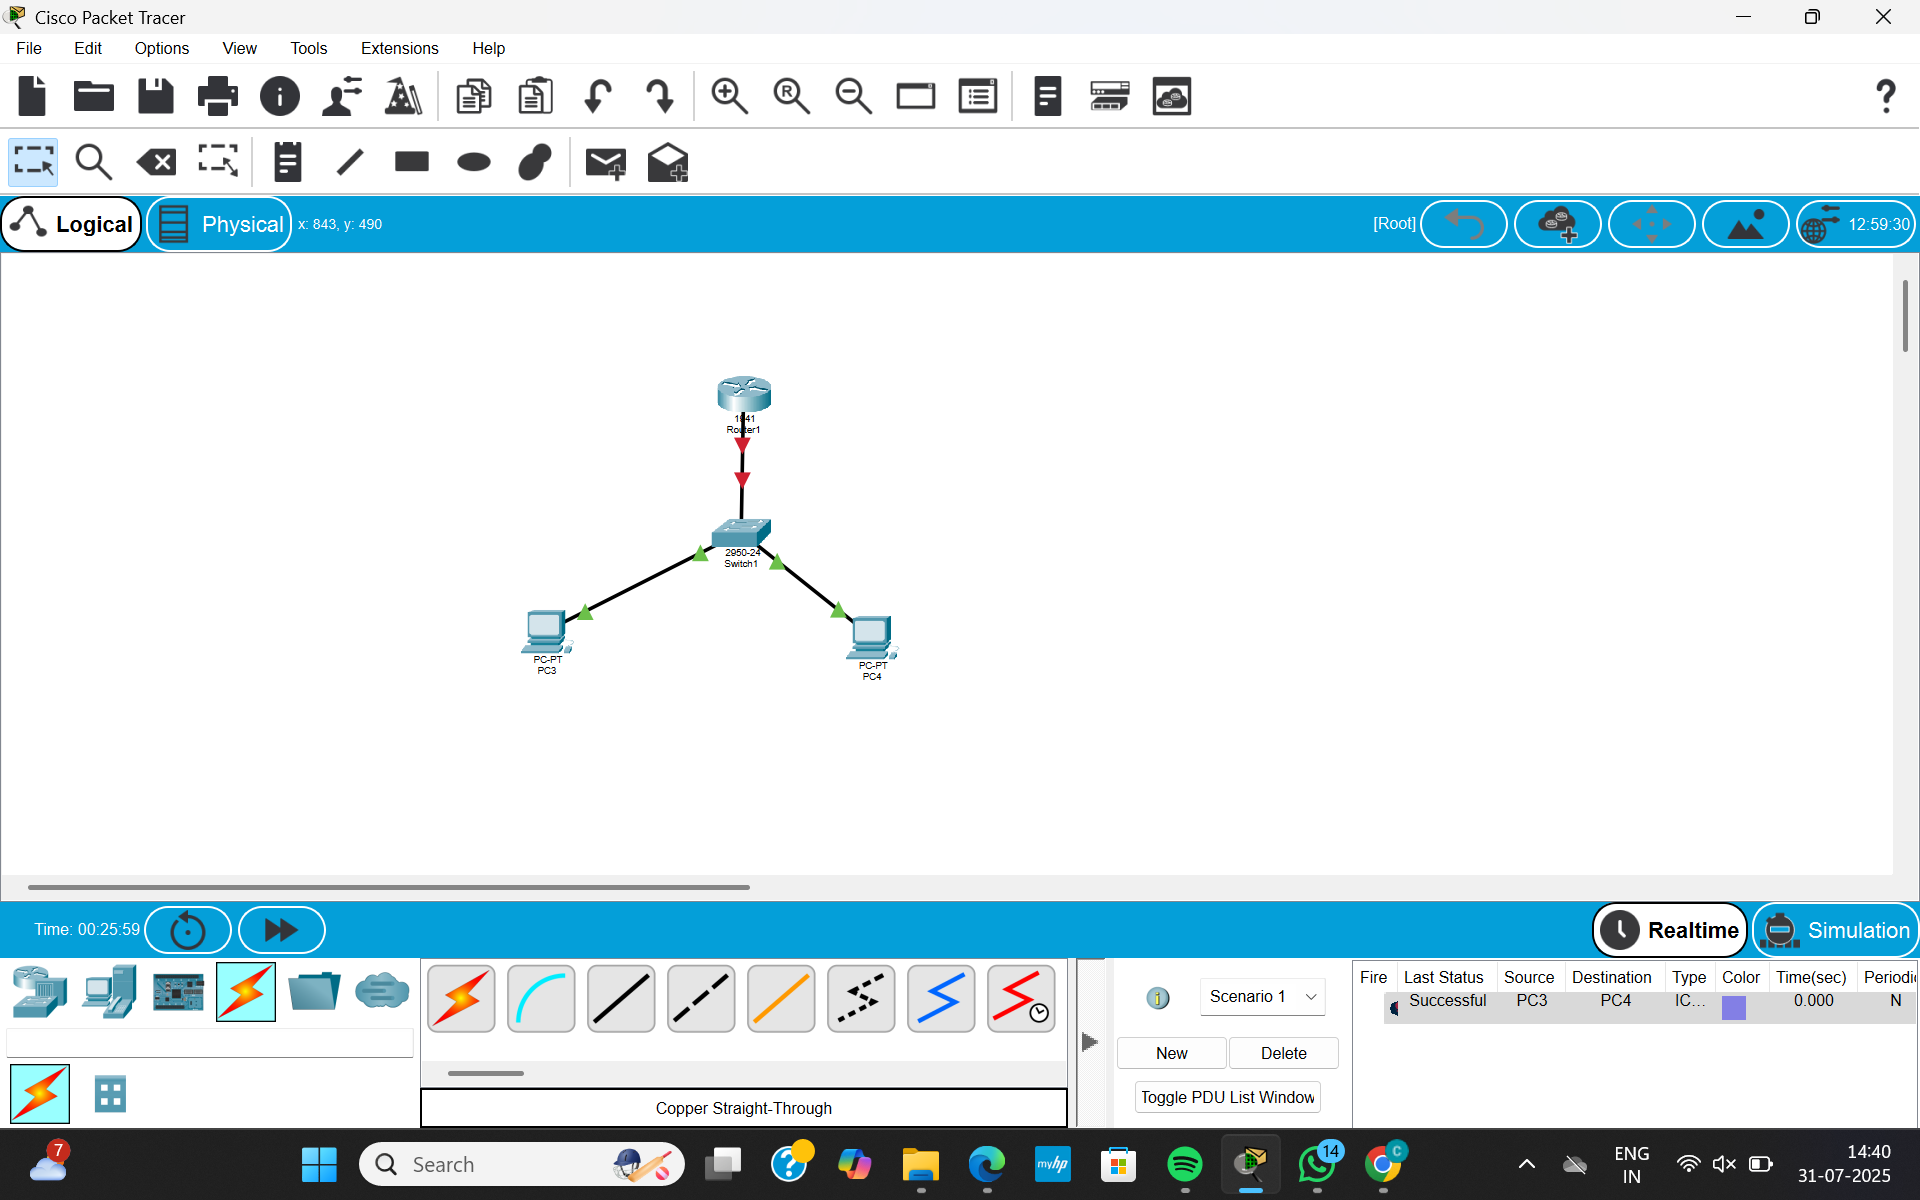 Cisco Packet Tracer
File Edit Options View Tools Extensions Help
Logical Physical x: 843, y: 490 [Root] 12:59:30
1941
Router1
2950-24
Switch1
PC-PT
PC3
PC-PT
PC4
Time: 00:25:59 Realtime Simulation
Fire Last Status Source Destination Type Color Time(sec) Periodic
Successful PC3 PC4 IC... 0.000 N
Scenario 1
New Delete
Toggle PDU List Window
Copper Straight-Through
7
Search
myhp
14
C
ENG
IN
14:40
31-07-2025